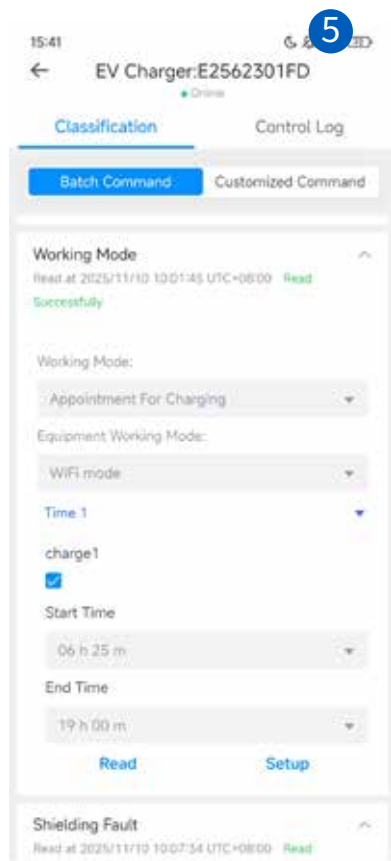 5
15:41
EV Charger:E2562301FD
Online
Classification Control Log
Batch Command Customized Command
Working Mode
Read at 2025/11/10 10:01:45 UTC+08:00 Read
Successfully
Working Mode:
Appointment For Charging
Equipment Working Mode:
WiFi mode
Time 1
charge1
Start Time
06 h 25 m
End Time
19 h 00 m
Read Setup
Shielding Fault
Read at 2025/11/10 10:07:54 UTC+08:00 Read